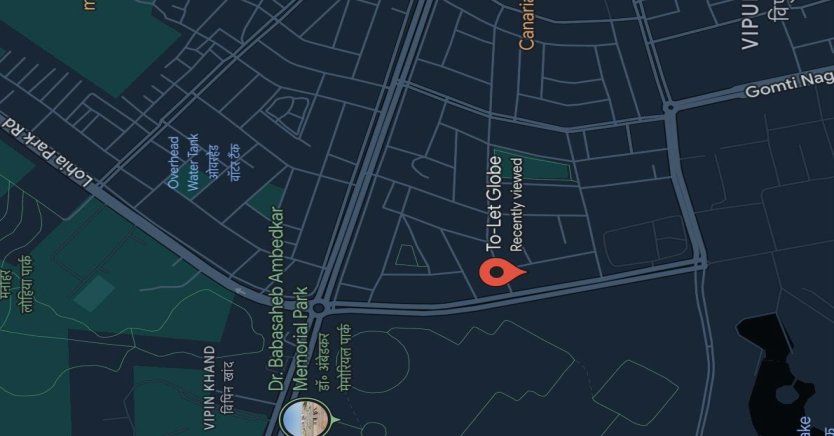 Canaria
VIPU
विपु
Gomti Nag
Lohia Park Rd
Overhead
Water Tank
ओवरहेड
वाटर टैंक
To-Let Globe
Recently viewed
Dr. Babasaheb Ambedkar
Memorial Park
डॉ० अंबेडकर
मेमोरियल पार्क
लोहिया पार्क
VIPIN KHAND
विपिन खांद
ake